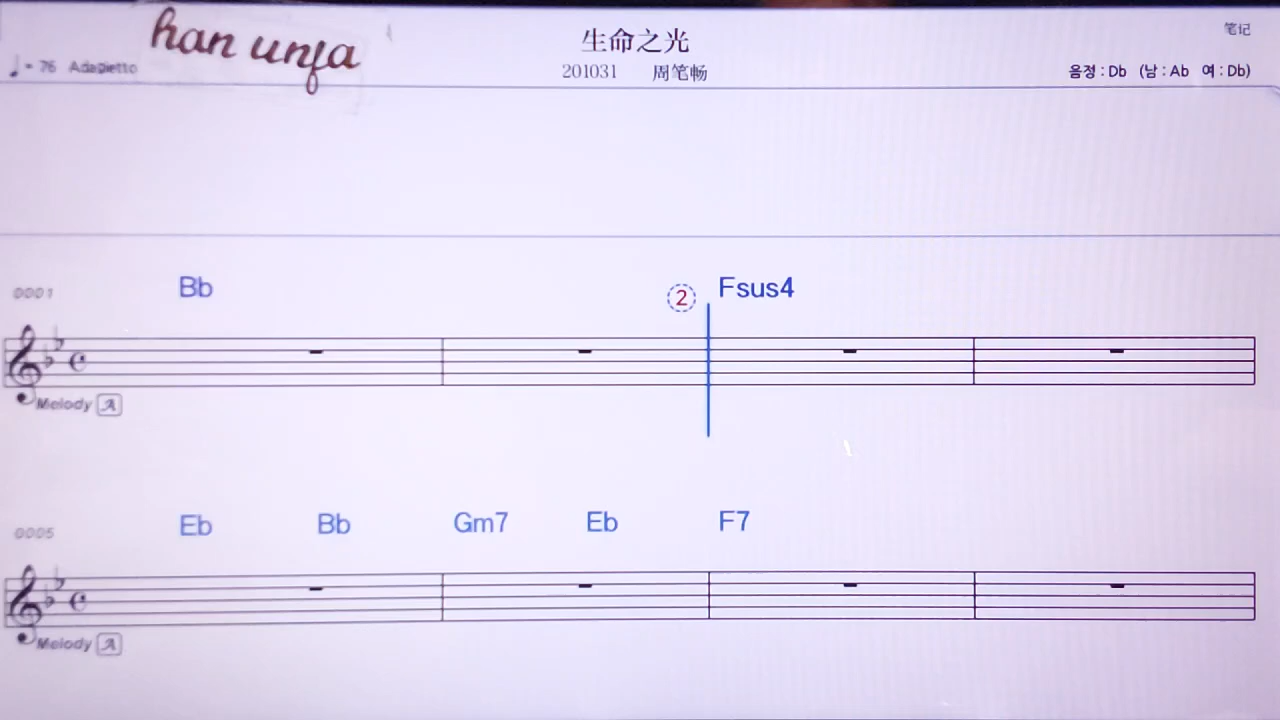 han unfa
生命之光
笔记
♩= 76 Adagietto
201031 周笔畅
음정 : Db (남 : Ab 여 : Db)
0001 Bb ② Fsus4
Melody A
0005 Eb Bb Gm7 Eb F7
Melody A